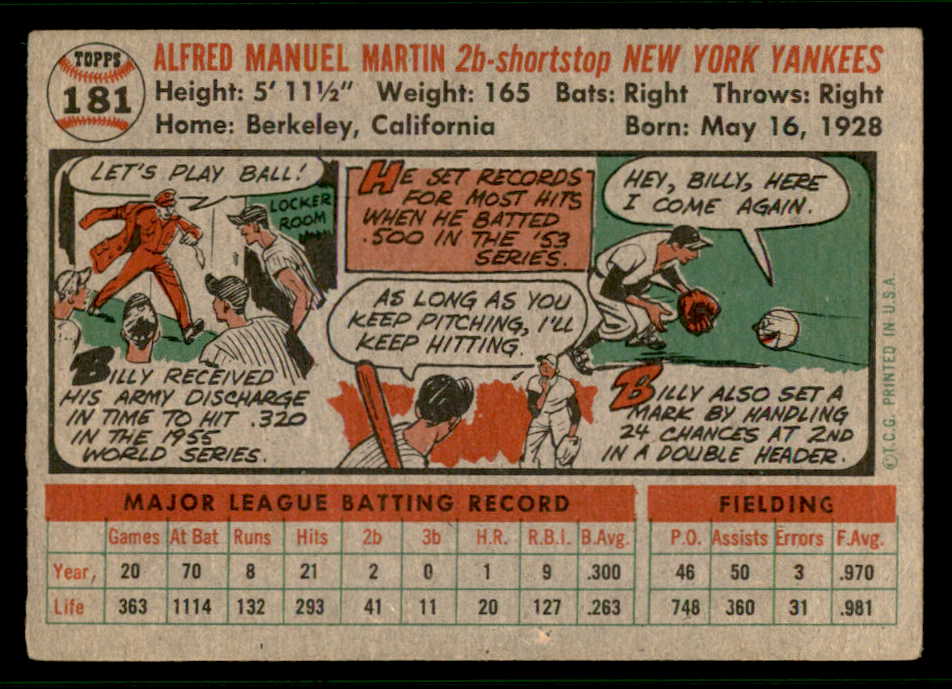 TOPPS
181
ALFRED MANUEL MARTIN 2b-shortstop NEW YORK YANKEES
Height: 5' 11½" Weight: 165 Bats: Right Throws: Right
Home: Berkeley, California Born: May 16, 1928
LET'S PLAY BALL!
LOCKER
ROOM
BILLY RECEIVED
HIS ARMY DISCHARGE
IN TIME TO HIT .320
IN THE 1955
WORLD SERIES.
HE SET RECORDS
FOR MOST HITS
WHEN HE BATTED
.500 IN THE '53
SERIES.
AS LONG AS YOU
KEEP PITCHING, I'LL
KEEP HITTING.
HEY, BILLY, HERE
I COME AGAIN.
BILLY ALSO SET A
MARK BY HANDLING
24 CHANCES AT 2ND
IN A DOUBLE HEADER.
©T.C.G. PRINTED IN U.S.A.
MAJOR LEAGUE BATTING RECORD FIELDING
Games At Bat Runs Hits 2b 3b H.R. R.B.I. B.Avg. P.O. Assists Errors F.Avg.
Year, 20 70 8 21 2 0 1 9 .300 46 50 3 .970
Life 363 1114 132 293 41 11 20 127 .263 748 360 31 .981